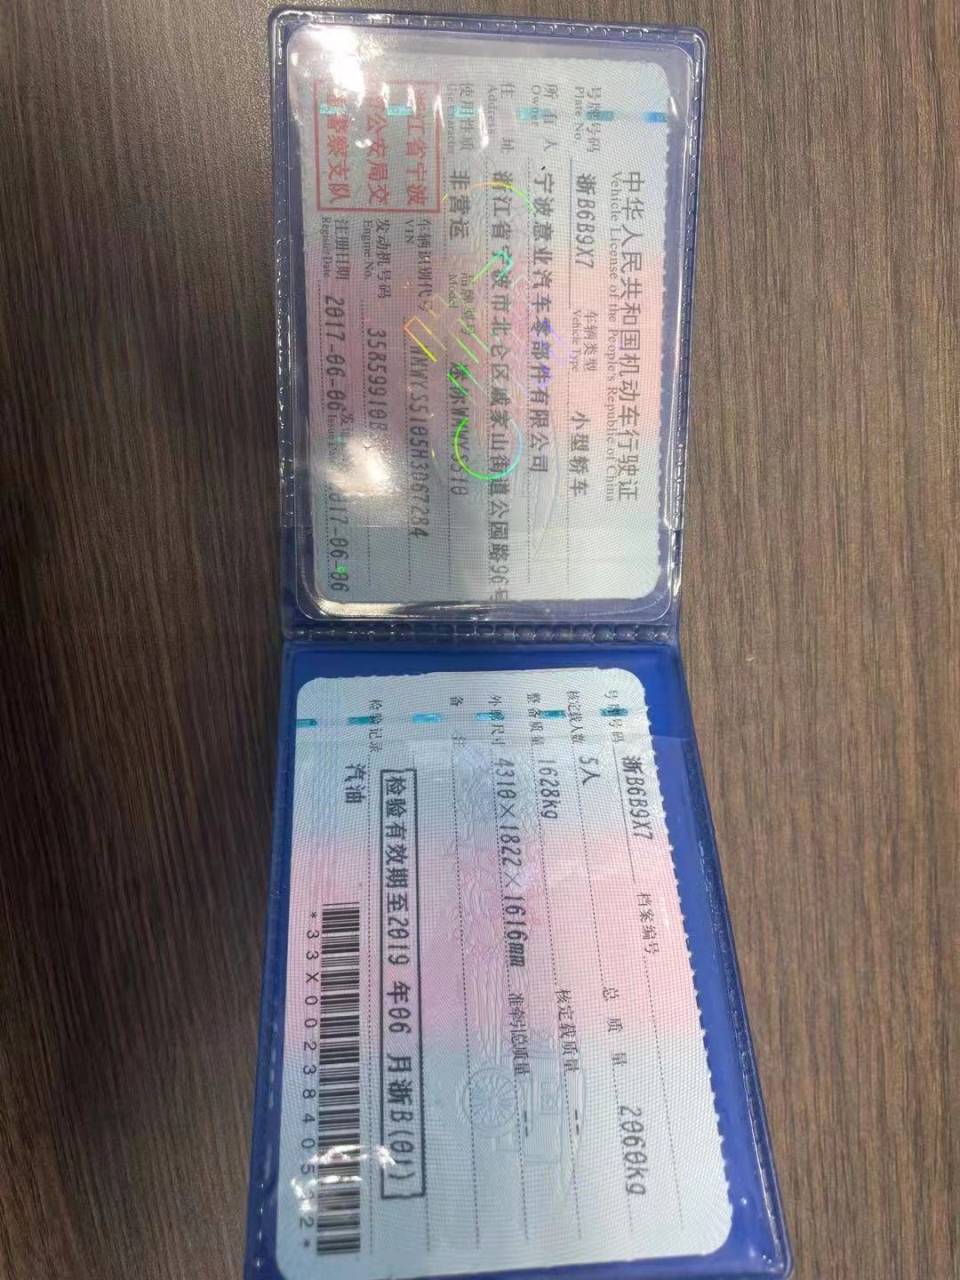 中华人民共和国机动车行驶证
Vehicle License of the People's Republic of China
号牌号码 浙B6B9X7 车辆类型 小型轿车
Plate No. Vehicle Type
所有人 宁波意业汽车零部件有限公司
Owner
住址 浙江省宁波市北仑区戚家山街道公园路96号
Address
使用性质 非营运 品牌型号 WMWYS510
Use Character Model
浙江省宁波
市公安局交
通警察支队
车辆识别代号 WMWYS5105H3D67284
VIN
发动机号码 35859910B
Engine No.
注册日期 2017-06-06 发证 2017-06-06
Register Date Issue Date
号牌号码 浙B6B9X7 档案编号
核定载人数 5人 总质量 2060kg
整备质量 1628kg 核定载质量 --
外廓尺寸 4310×1822×1616mm 准牵引总质量 --
备注
检验有效期至2019年06月浙B(01)
检验记录 汽油